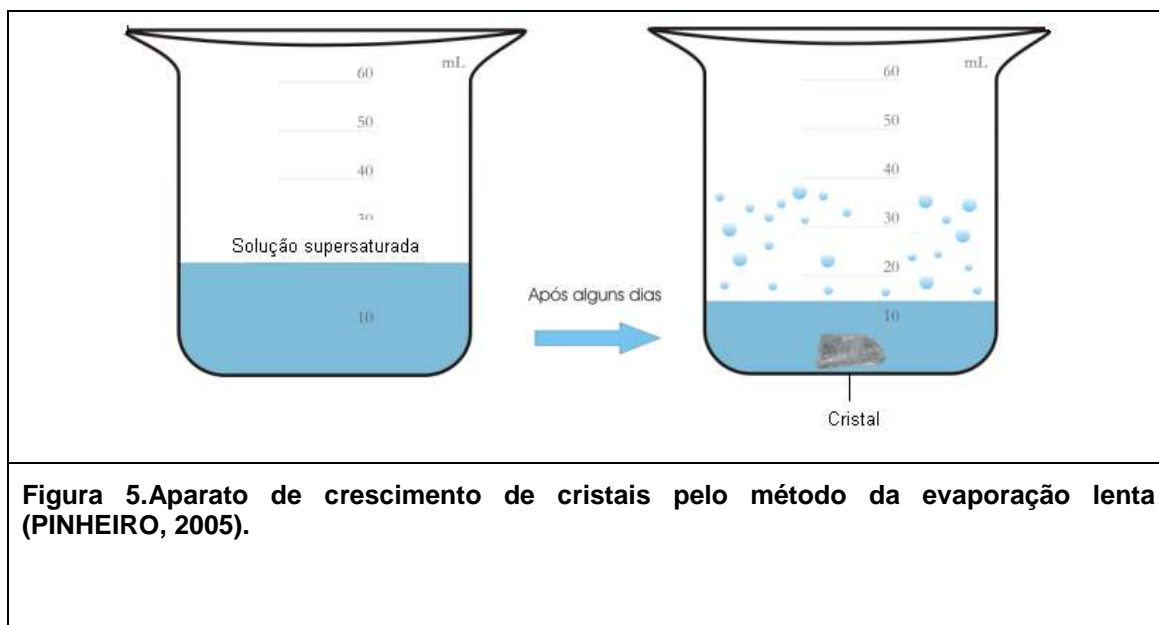 60 mL
50
40
30
Solução supersaturada
10
Após alguns dias
60 mL
50
40
30
20
10
Cristal
Figura 5.Aparato de crescimento de cristais pelo método da evaporação lenta
(PINHEIRO, 2005).